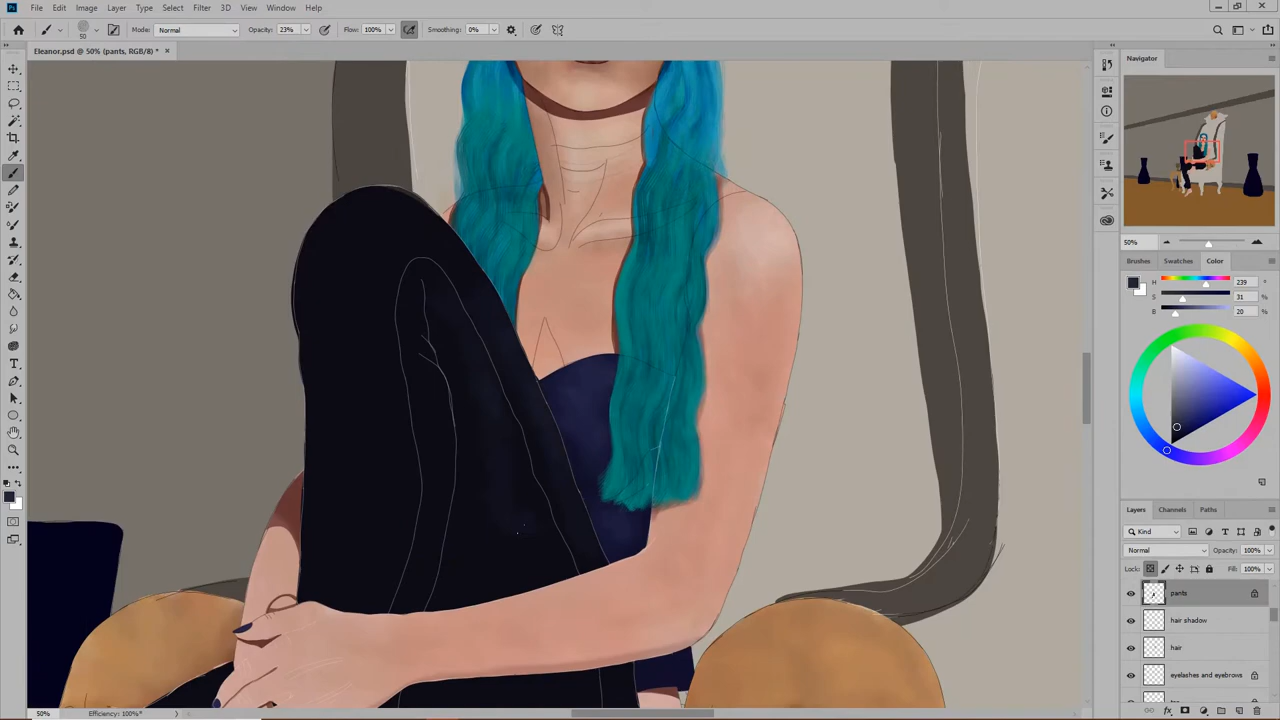 Ps File Edit Image Layer Type Select Filter 3D View Window Help
50 Mode: Normal Opacity: 23% Flow: 100% Smoothing: 0%
Eleanor.psd @ 50% (pants, RGB/8) * ×
Navigator
50%
Brushes Swatches Color
H 239 °
S 31 %
B 20 %
Layers Channels Paths
Kind
Normal Opacity: 100%
Lock: Fill: 100%
pants
hair shadow
hair
eyelashes and eyebrows
50% Efficiency: 100%*